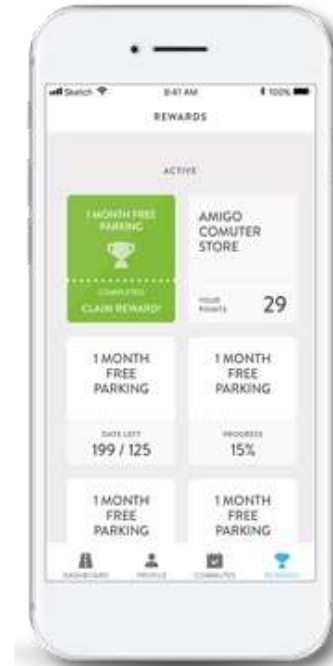 Sketch 9:41 AM 100%
REWARDS
ACTIVE
1 MONTH FREE
PARKING
COMPLETED
CLAIM REWARD!
AMIGO
COMUTER
STORE
YOUR
POINTS
29
1 MONTH
FREE
PARKING
DAYS LEFT
199 / 125
1 MONTH
FREE
PARKING
PROGRESS
15%
1 MONTH
FREE
PARKING
1 MONTH
FREE
PARKING
DASHBOARD PROFILE COMMUTES REWARDS